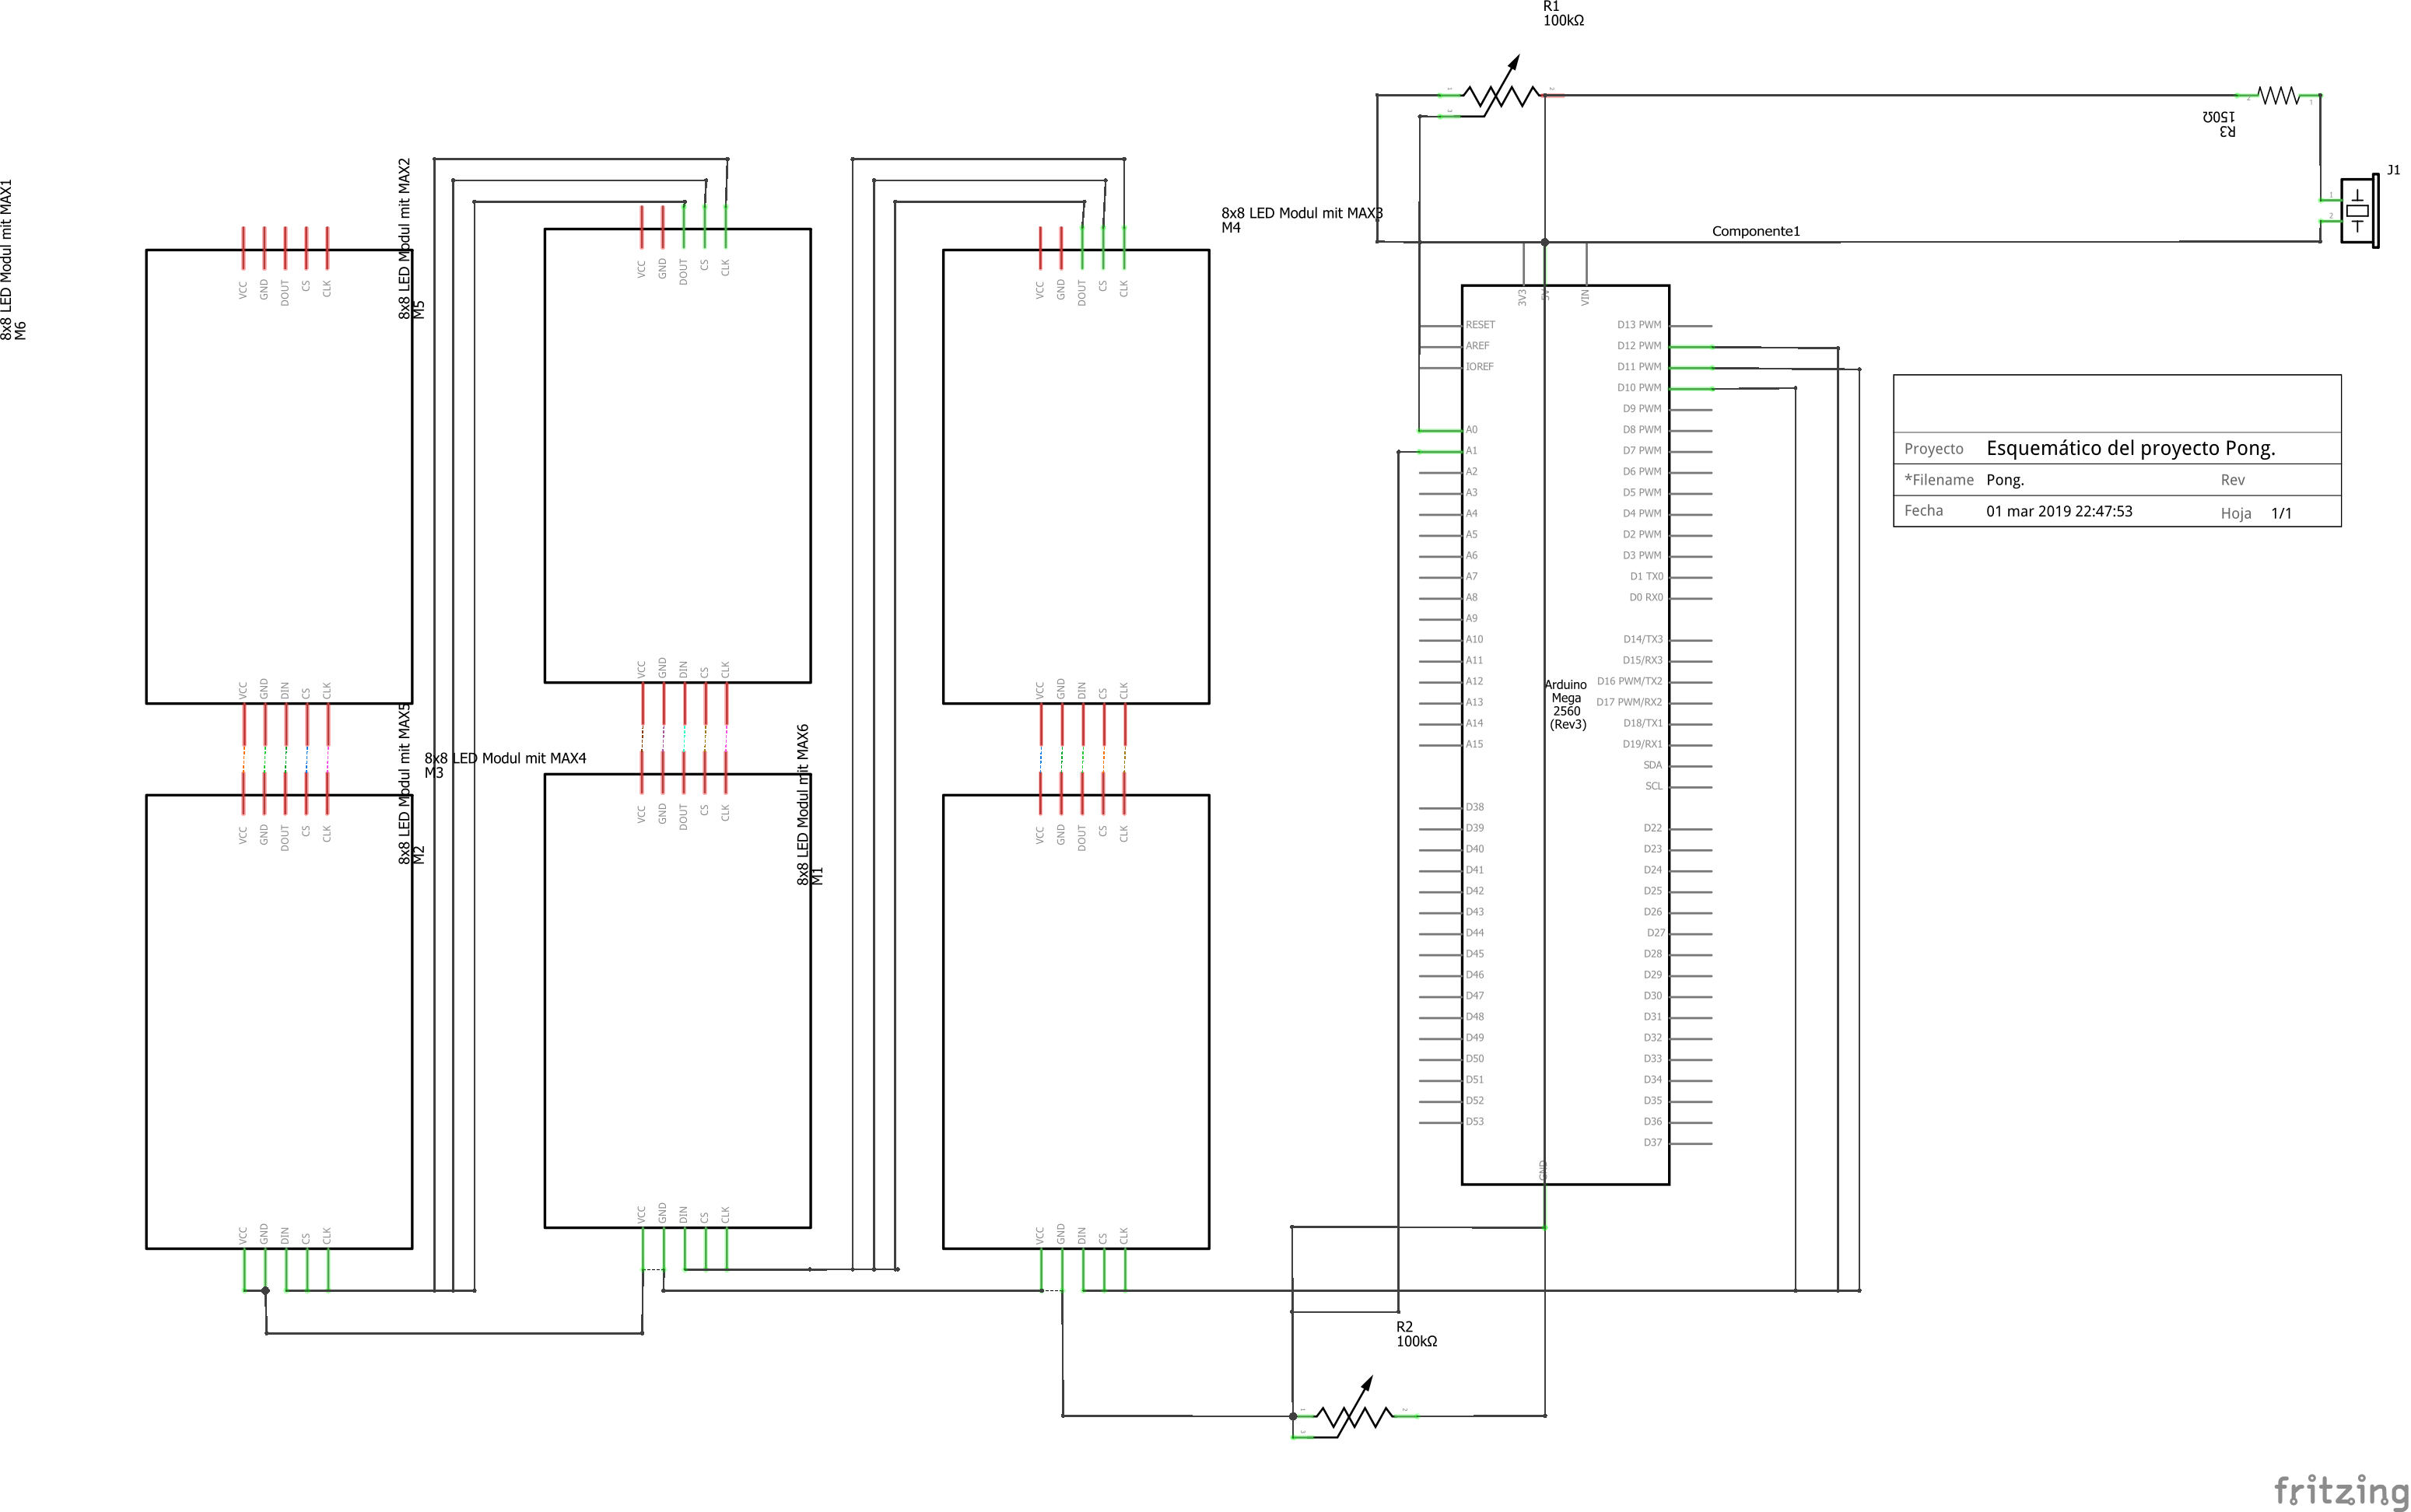 R1
100kΩ
R3
150Ω
J1
1
2
8x8 LED Modul mit MAX1
M6
8x8 LED Modul mit MAX2
M5
8x8 LED Modul mit MAX3
M4
VCC GND DOUT CS CLK
VCC GND DOUT CS CLK
VCC GND DOUT CS CLK
VCC GND DIN CS CLK
VCC GND DIN CS CLK
VCC GND DIN CS CLK
8x8 LED Modul mit MAX5
M2
8x8 LED Modul mit MAX4
M3
8x8 LED Modul mit MAX6
M1
VCC GND DOUT CS CLK
VCC GND DOUT CS CLK
VCC GND DOUT CS CLK
VCC GND DIN CS CLK
VCC GND DIN CS CLK
VCC GND DIN CS CLK
Componente1
3V3 5V VIN
RESET
AREF
IOREF
A0
A1
A2
A3
A4
A5
A6
A7
A8
A9
A10
A11
A12
A13
A14
A15
D38
D39
D40
D41
D42
D43
D44
D45
D46
D47
D48
D49
D50
D51
D52
D53
Arduino
Mega
2560
(Rev3)
D13 PWM
D12 PWM
D11 PWM
D10 PWM
D9 PWM
D8 PWM
D7 PWM
D6 PWM
D5 PWM
D4 PWM
D2 PWM
D3 PWM
D1 TX0
D0 RX0
D14/TX3
D15/RX3
D16 PWM/TX2
D17 PWM/RX2
D18/TX1
D19/RX1
SDA
SCL
D22
D23
D24
D25
D26
D27
D28
D29
D30
D31
D32
D33
D34
D35
D36
D37
GND
R2
100kΩ
Proyecto Esquemático del proyecto Pong.
*Filename Pong. Rev
Fecha 01 mar 2019 22:47:53 Hoja 1/1
fritzing